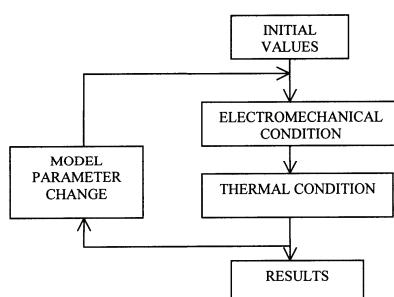 INITIAL
VALUES
ELECTROMECHANICAL
CONDITION
MODEL
PARAMETER
CHANGE
THERMAL CONDITION
RESULTS